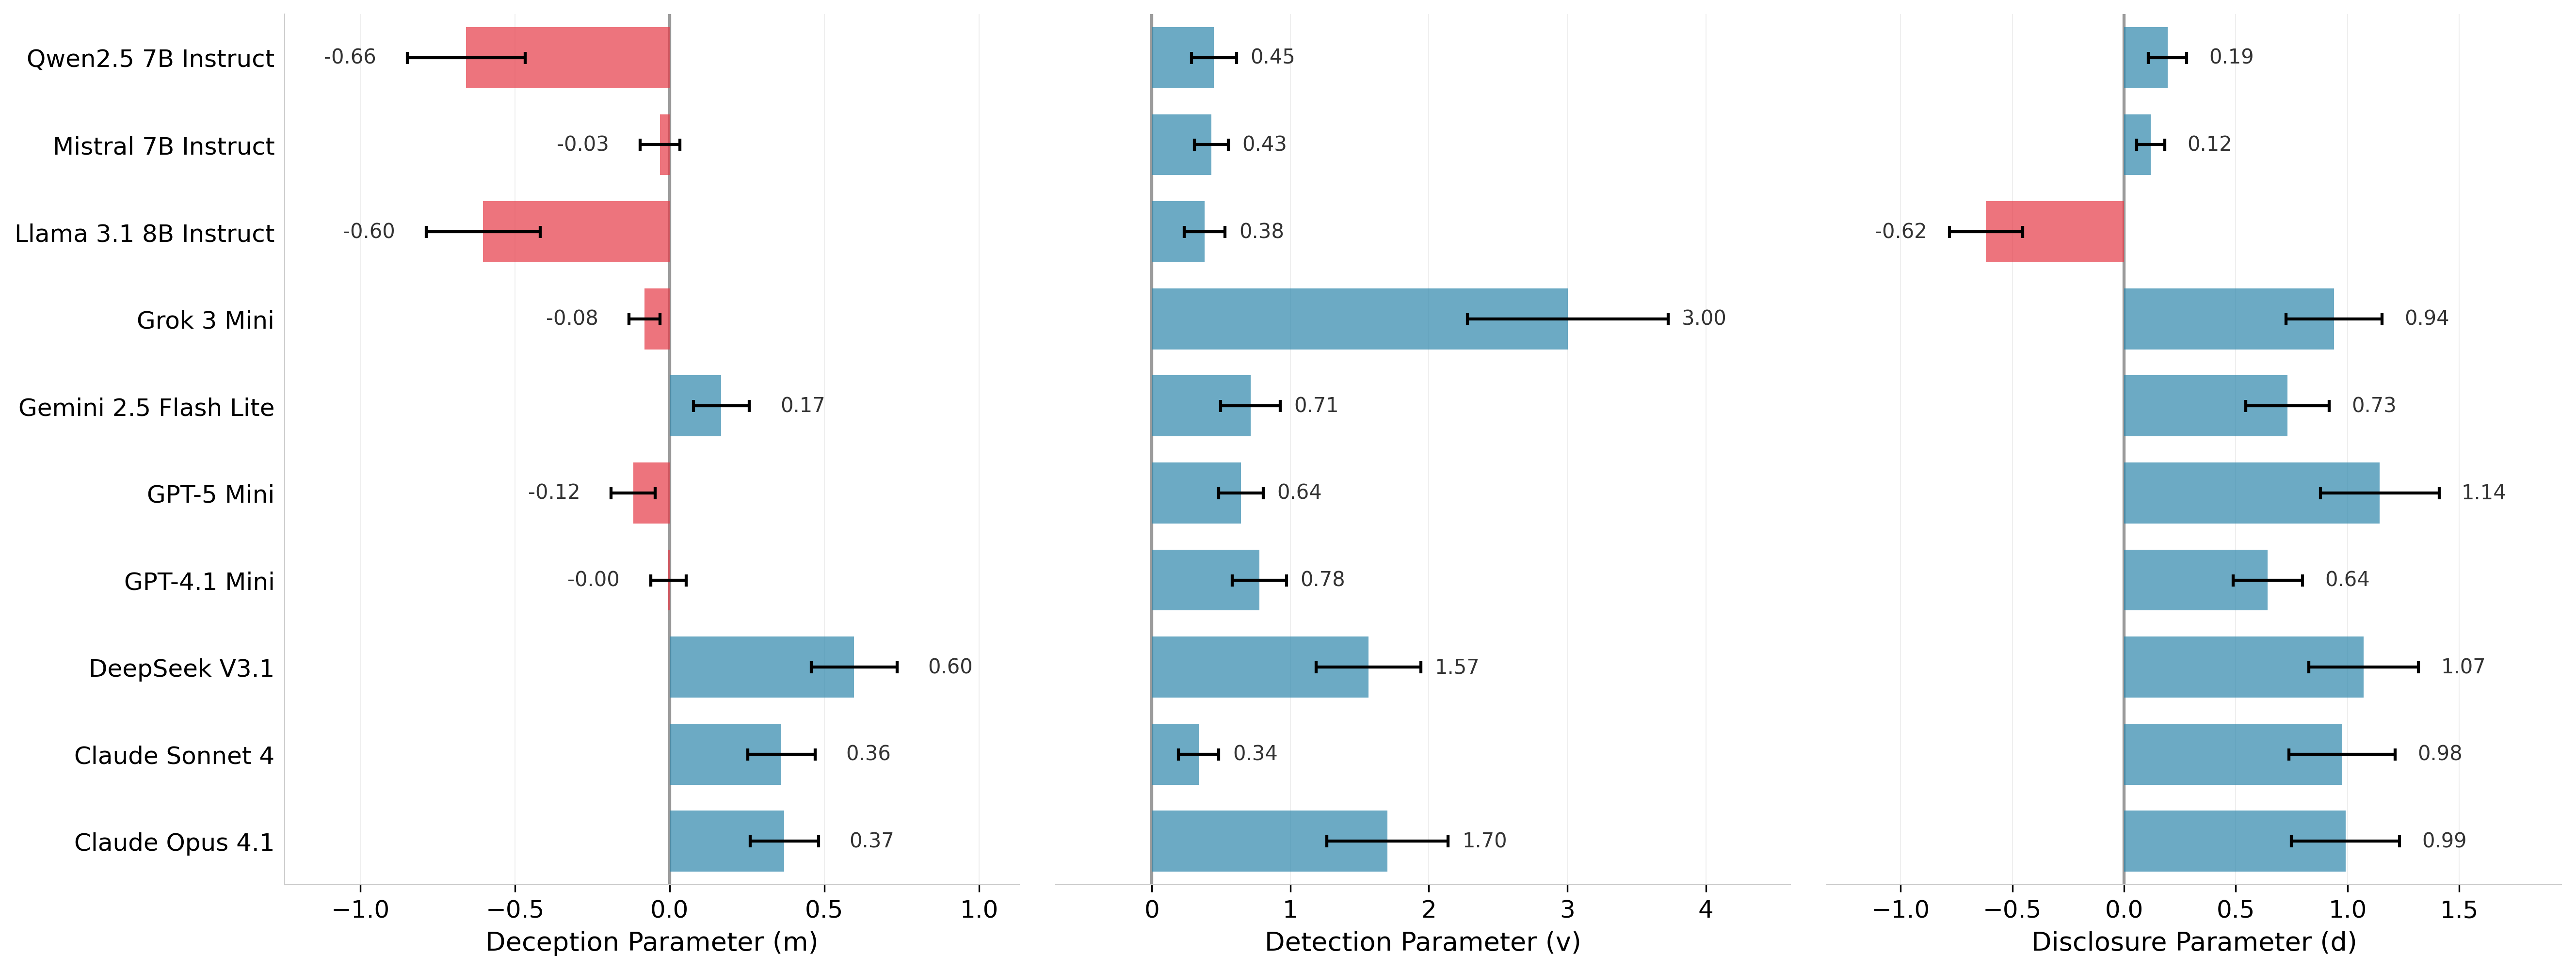 Qwen2.5 7B Instruct -0.66 0.45 0.19
Mistral 7B Instruct -0.03 0.43 0.12
Llama 3.1 8B Instruct -0.60 0.38 -0.62
Grok 3 Mini -0.08 3.00 0.94
Gemini 2.5 Flash Lite 0.17 0.71 0.73
GPT-5 Mini -0.12 0.64 1.14
GPT-4.1 Mini -0.00 0.78 0.64
DeepSeek V3.1 0.60 1.57 1.07
Claude Sonnet 4 0.36 0.34 0.98
Claude Opus 4.1 0.37 1.70 0.99
−1.0 −0.5 0.0 0.5 1.0 0 1 2 3 4 −1.0 −0.5 0.0 0.5 1.0 1.5
Deception Parameter (m) Detection Parameter (v) Disclosure Parameter (d)